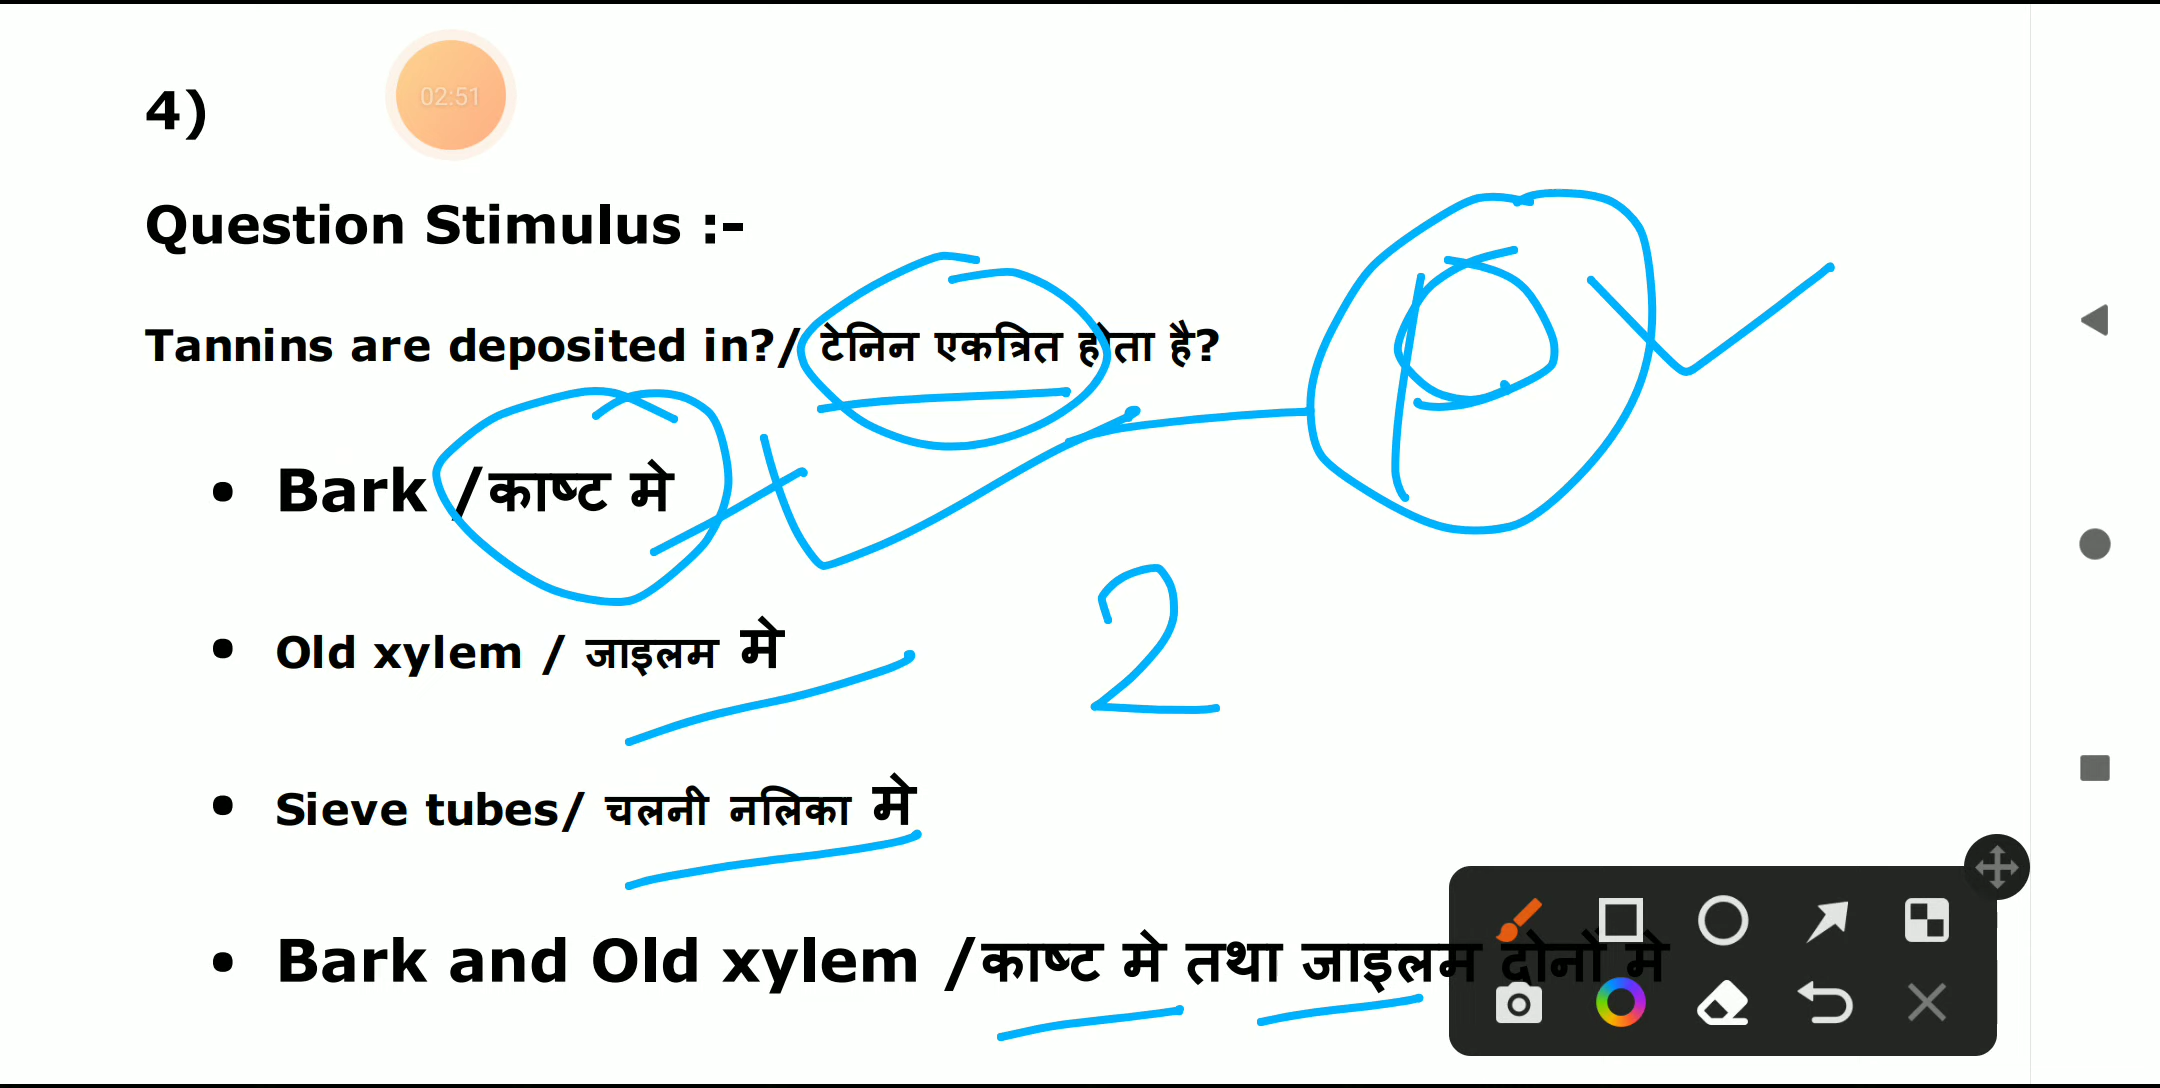 02:51
4)
Question Stimulus :-
Tannins are deposited in?/ टेनिन एकत्रित होता है?
• Bark /काष्ट मे
• Old xylem / जाइलम मे
• Sieve tubes/ चलनी नलिका मे
• Bark and Old xylem /काष्ट मे तथा जाइलम दोनों मे
P
2